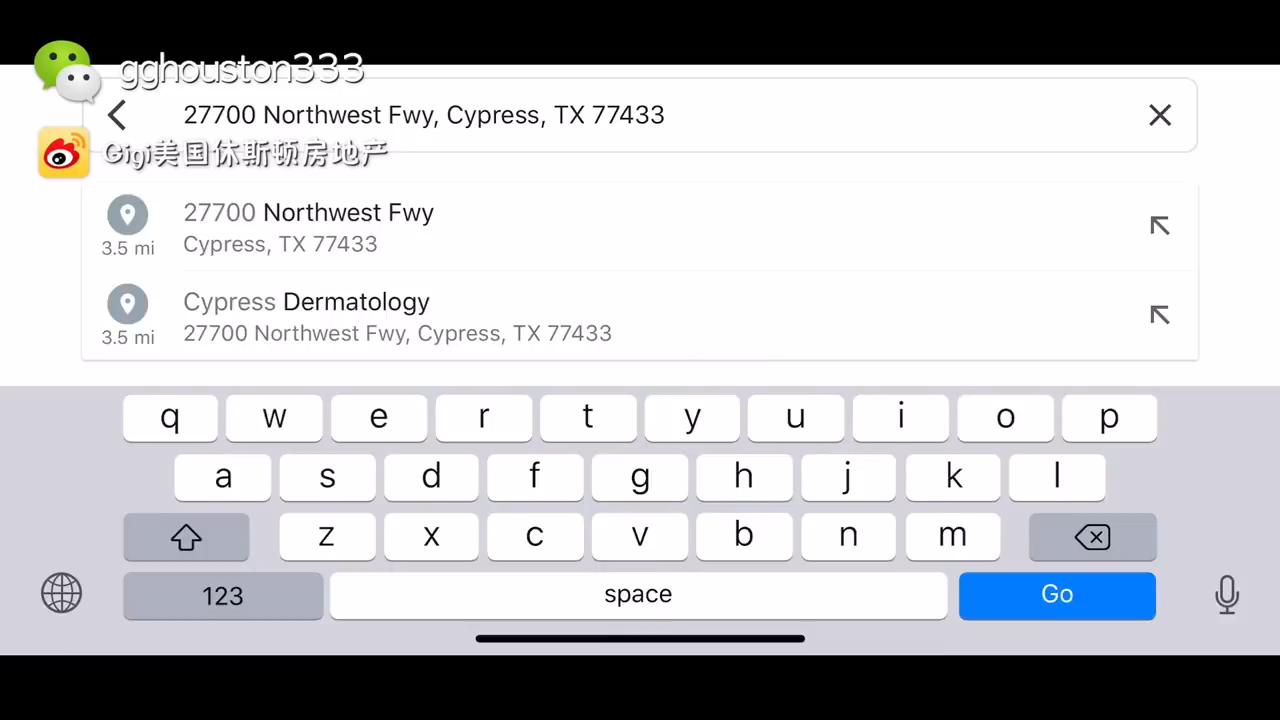 gghouston333
27700 Northwest Fwy, Cypress, TX 77433
Gigi美国休斯顿房地产
27700 Northwest Fwy
3.5 mi
Cypress, TX 77433
Cypress Dermatology
3.5 mi
27700 Northwest Fwy, Cypress, TX 77433
q w e r t y u i o p
a s d f g h j k l
z x c v b n m
123 space Go